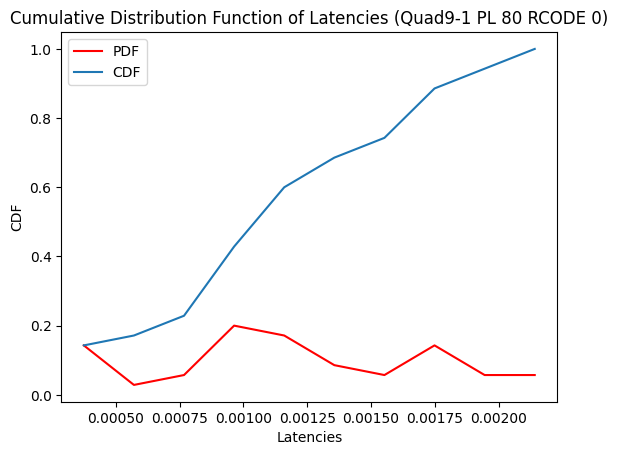 Cumulative Distribution Function of Latencies (Quad9-1 PL 80 RCODE 0)
PDF
CDF
1.0
0.8
0.6
0.4
0.2
0.0
CDF
0.00050 0.00075 0.00100 0.00125 0.00150 0.00175 0.00200
Latencies